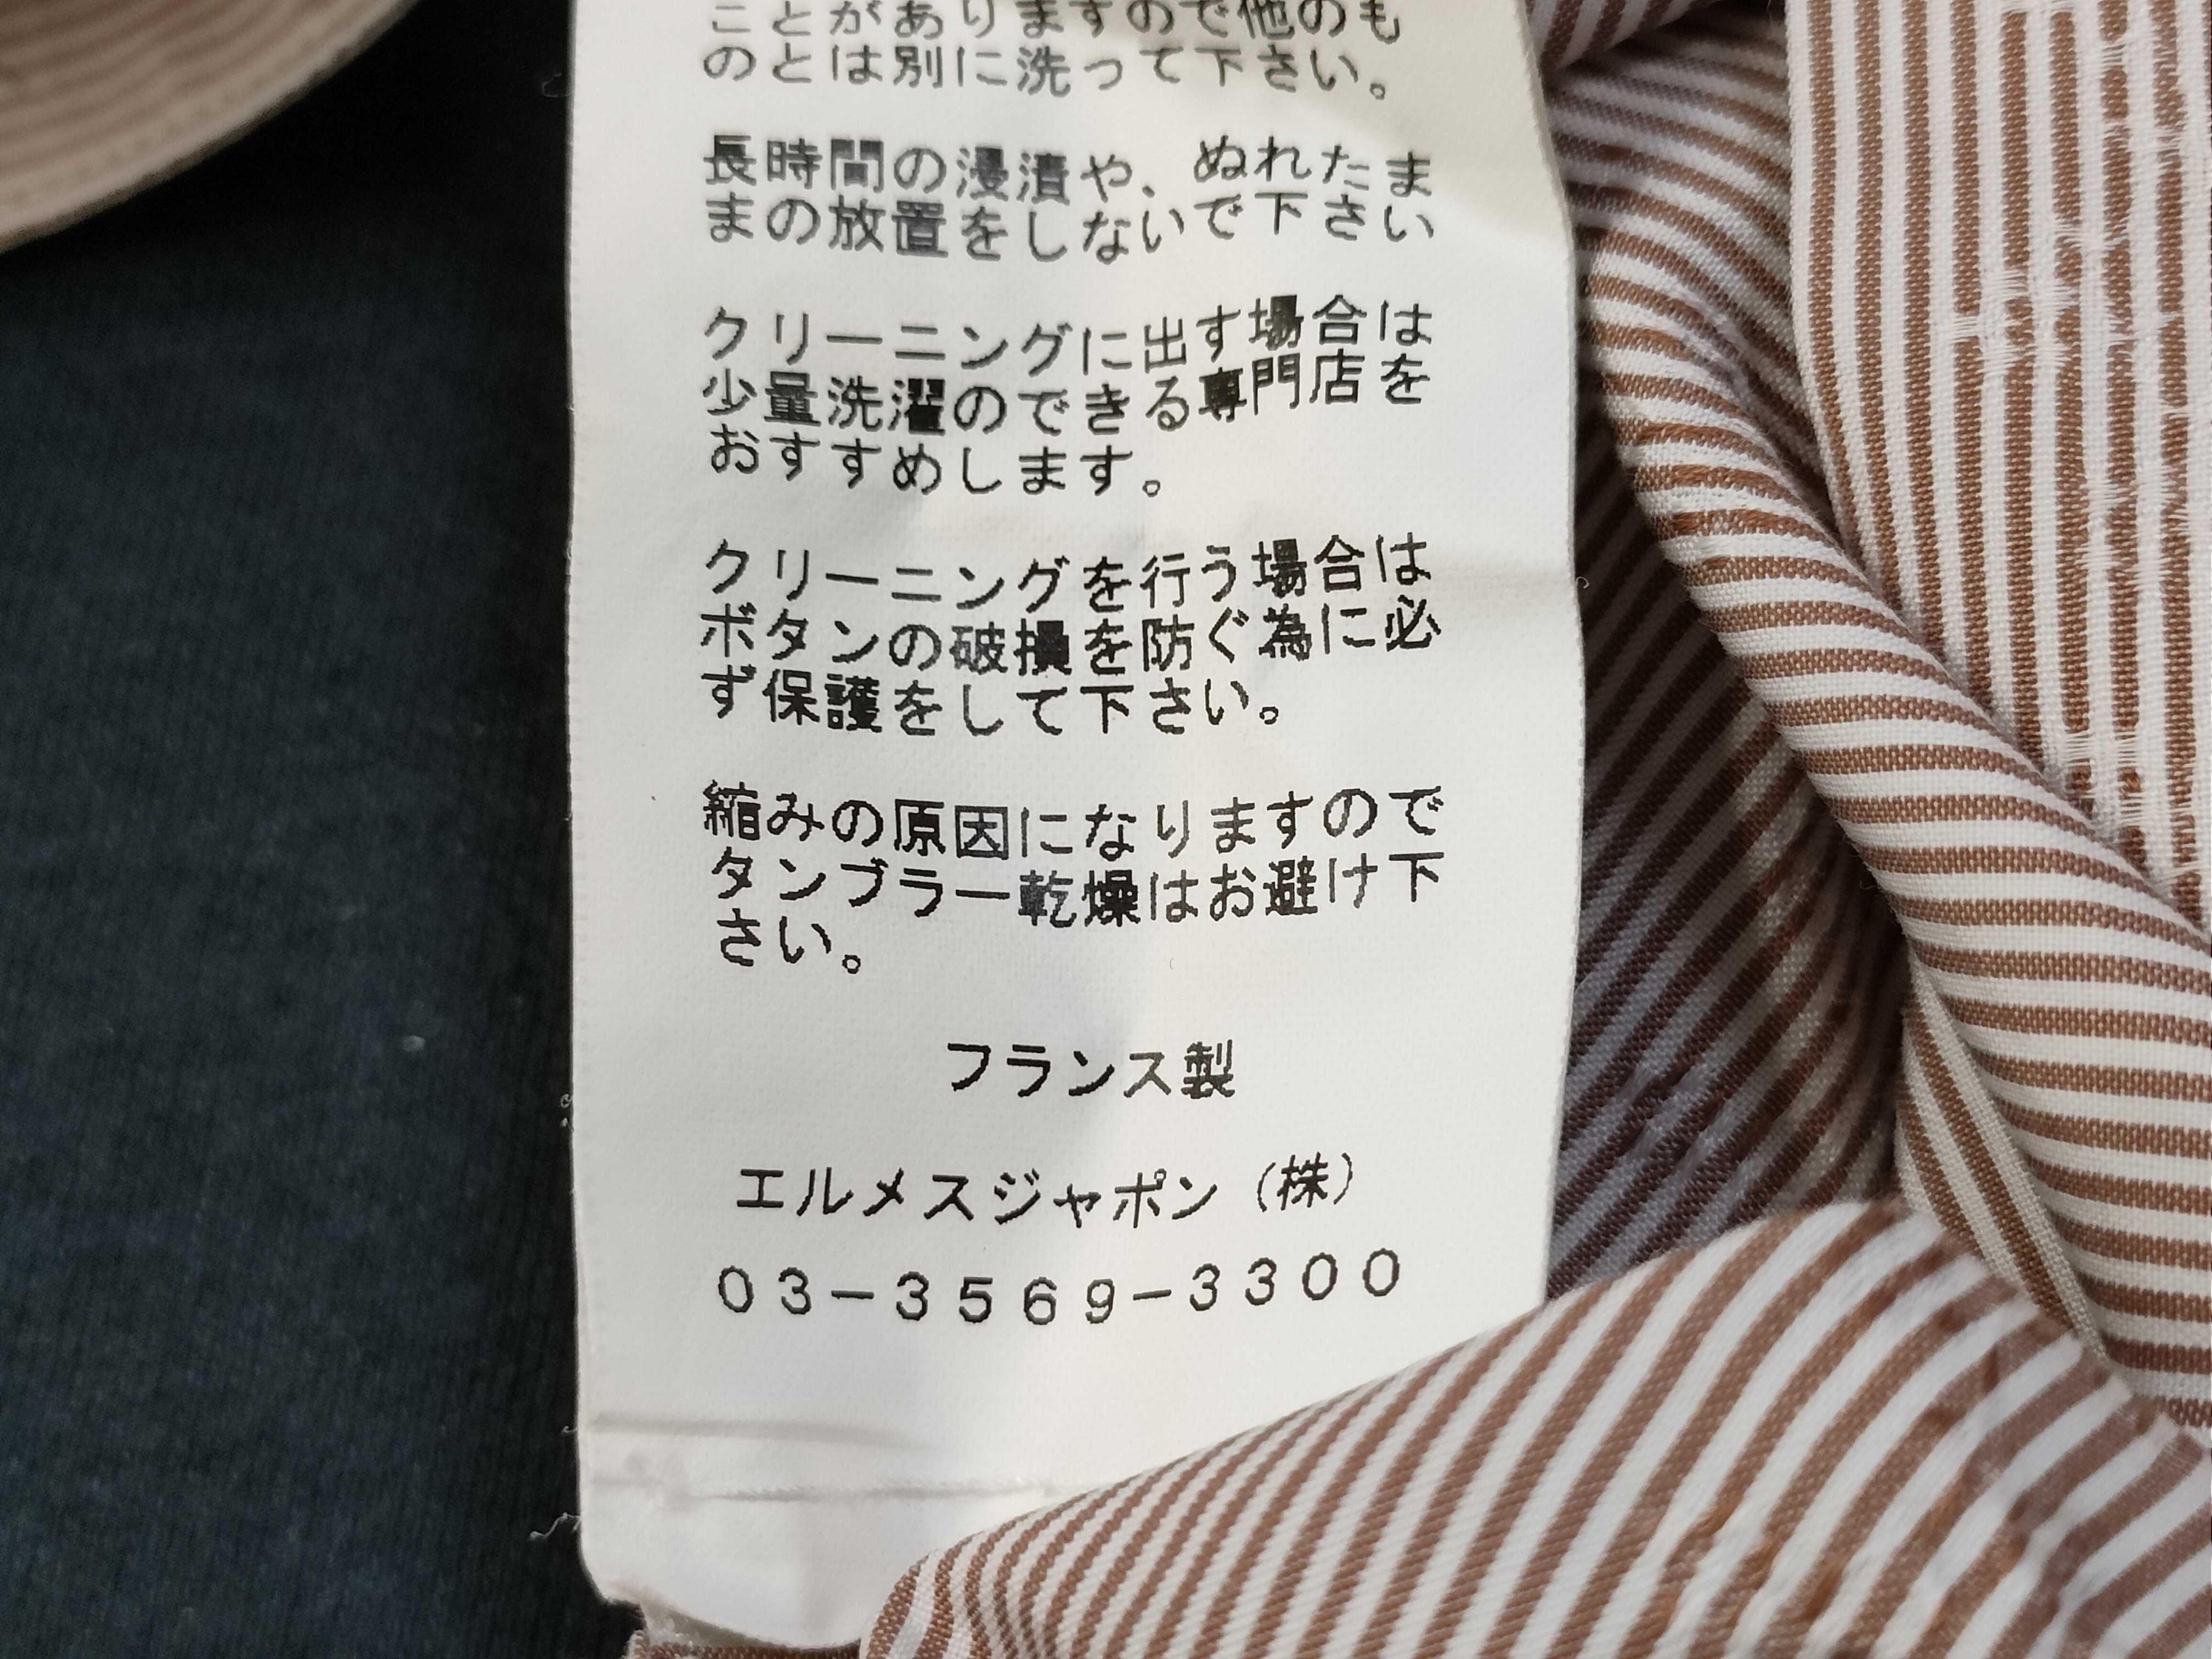 ことがありますので他のも
のとは別に洗って下さい。
長時間の浸漬や、ぬれたま
まの放置をしないで下さい
クリーニングに出す場合は
少量洗濯のできる専門店を
おすすめします。
クリーニングを行う場合は
ボタンの破損を防ぐ為に必
ず保護をして下さい。
縮みの原因になりますので
タンブラー乾燥はお避け下
さい。
フランス製
エルメスジャポン（株）
０３－３５６９－３３００